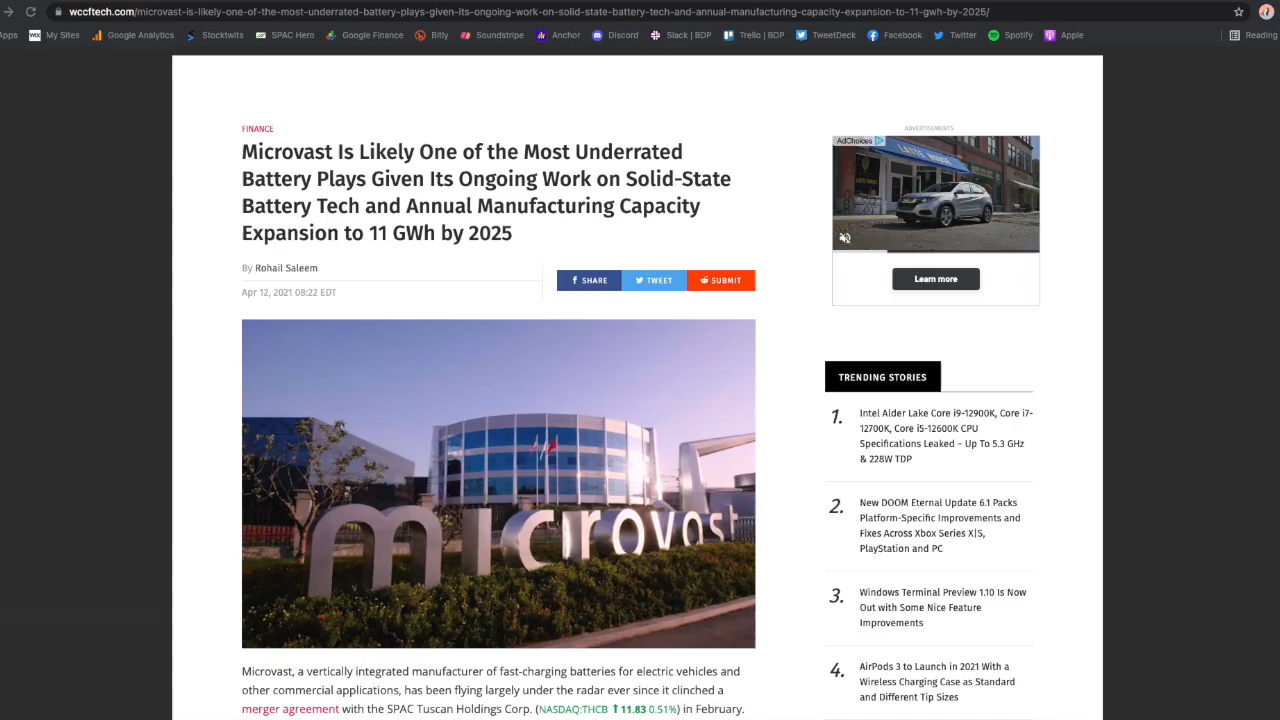 wccftech.com/microvast-is-likely-one-of-the-most-underrated-battery-plays-given-its-ongoing-work-on-solid-state-battery-tech-and-annual-manufacturing-capacity-expansion-to-11-gwh-by-2025/
Apps My Sites Google Analytics Stocktwits SPAC Hero Google Finance Bitly Soundstripe Anchor Discord Slack | BDP Trello | BDP TweetDeck Facebook Twitter Spotify Apple Reading
FINANCE
Microvast Is Likely One of the Most Underrated
Battery Plays Given Its Ongoing Work on Solid-State
Battery Tech and Annual Manufacturing Capacity
Expansion to 11 GWh by 2025
By Rohail Saleem
Apr 12, 2021 08:22 EDT
SHARE TWEET SUBMIT
microvast
Microvast, a vertically integrated manufacturer of fast-charging batteries for electric vehicles and
other commercial applications, has been flying largely under the radar ever since it clinched a
merger agreement with the SPAC Tuscan Holdings Corp. (NASDAQ:THCB 11.83 0.51%) in February.
ADVERTISEMENTS
AdChoices
LATTE HOUSE
Learn more
TRENDING STORIES
1. Intel Alder Lake Core i9-12900K, Core i7-
12700K, Core i5-12600K CPU
Specifications Leaked – Up To 5.3 GHz
& 228W TDP
2. New DOOM Eternal Update 6.1 Packs
Platform-Specific Improvements and
Fixes Across Xbox Series X|S,
PlayStation and PC
3. Windows Terminal Preview 1.10 Is Now
Out with Some Nice Feature
Improvements
4. AirPods 3 to Launch in 2021 With a
Wireless Charging Case as Standard
and Different Tip Sizes